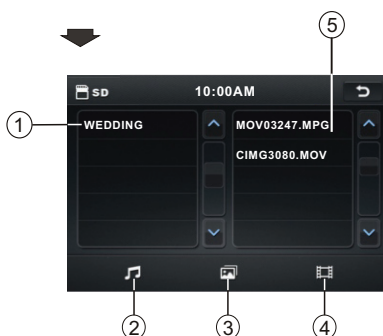 5
SD 10:00AM
1
WEDDING MOV03247.MPG
CIMG3080.MOV
2 3 4